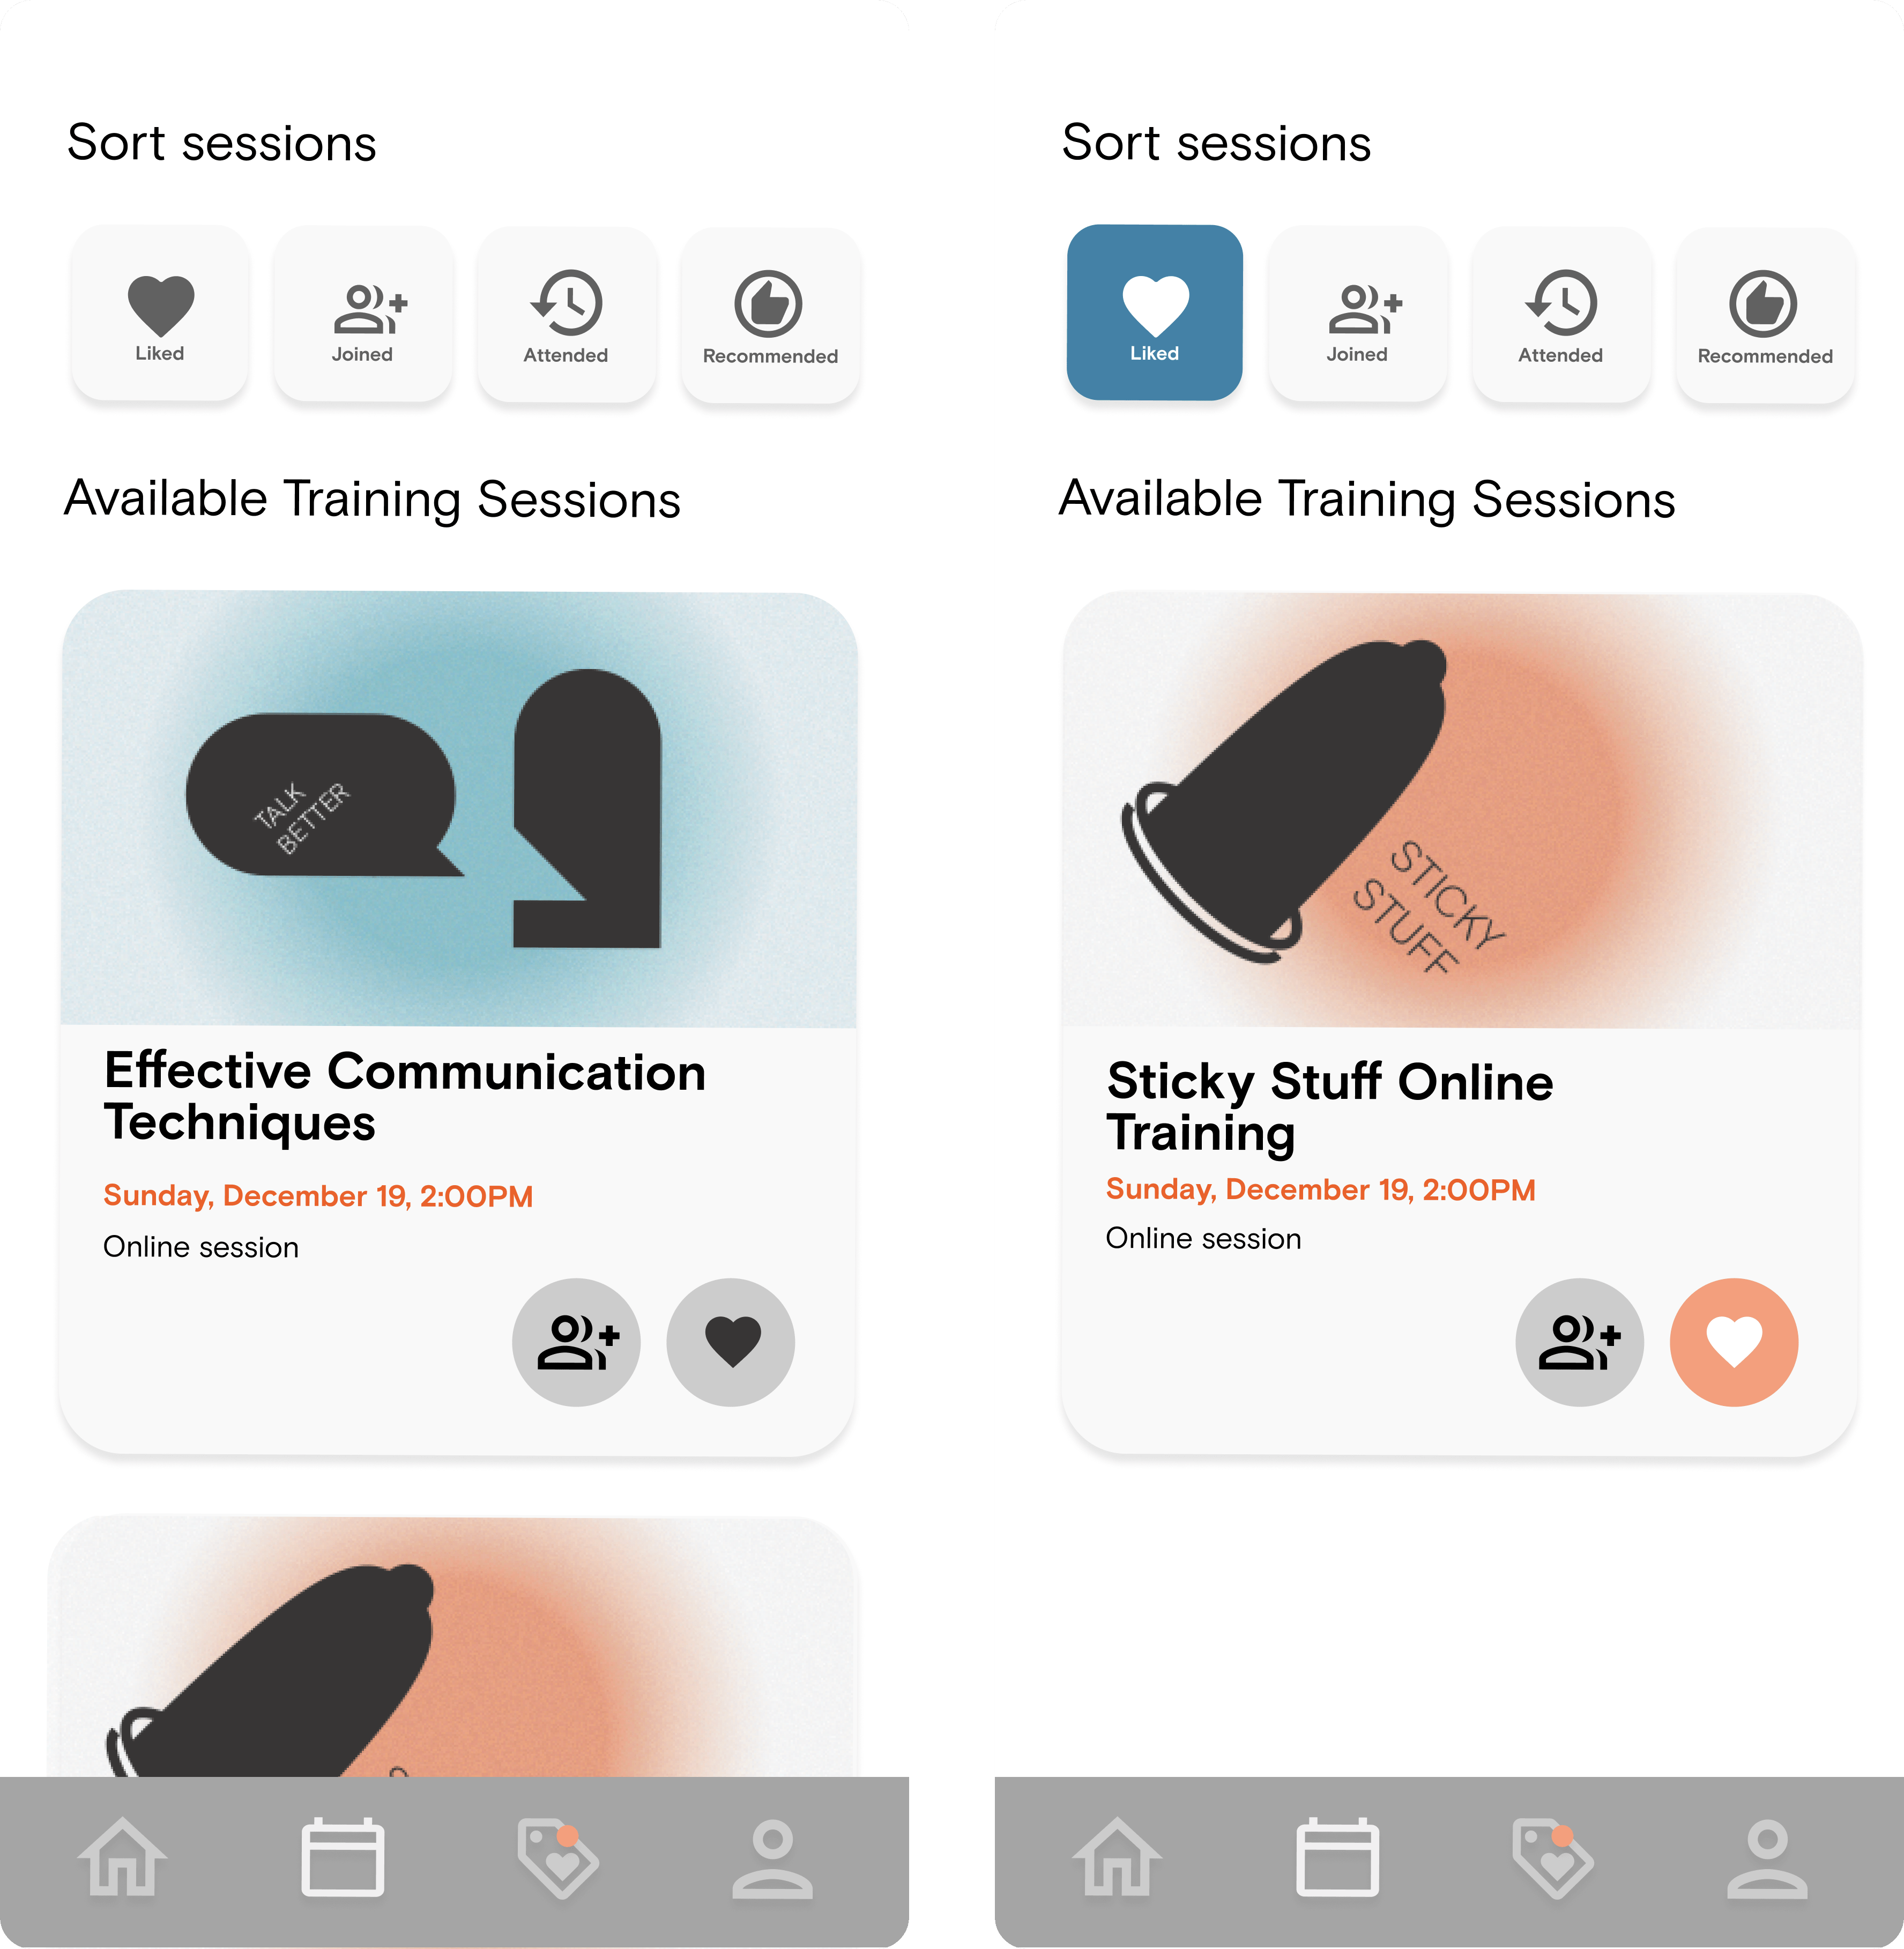 Sort sessions
Liked
Joined
Attended
Recommended
Available Training Sessions
TALK
BETTER
Effective Communication
Techniques
Sunday, December 19, 2:00PM
Online session
Sort sessions
Liked
Joined
Attended
Recommended
Available Training Sessions
STICKY
STUFF
Sticky Stuff Online
Training
Sunday, December 19, 2:00PM
Online session